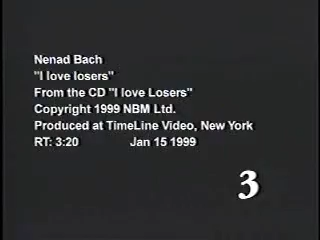 Nenad Bach
"I love losers"
From the CD "I love Losers"
Copyright 1999 NBM Ltd.
Produced at TimeLine Video, New York
RT: 3:20 Jan 15 1999
3